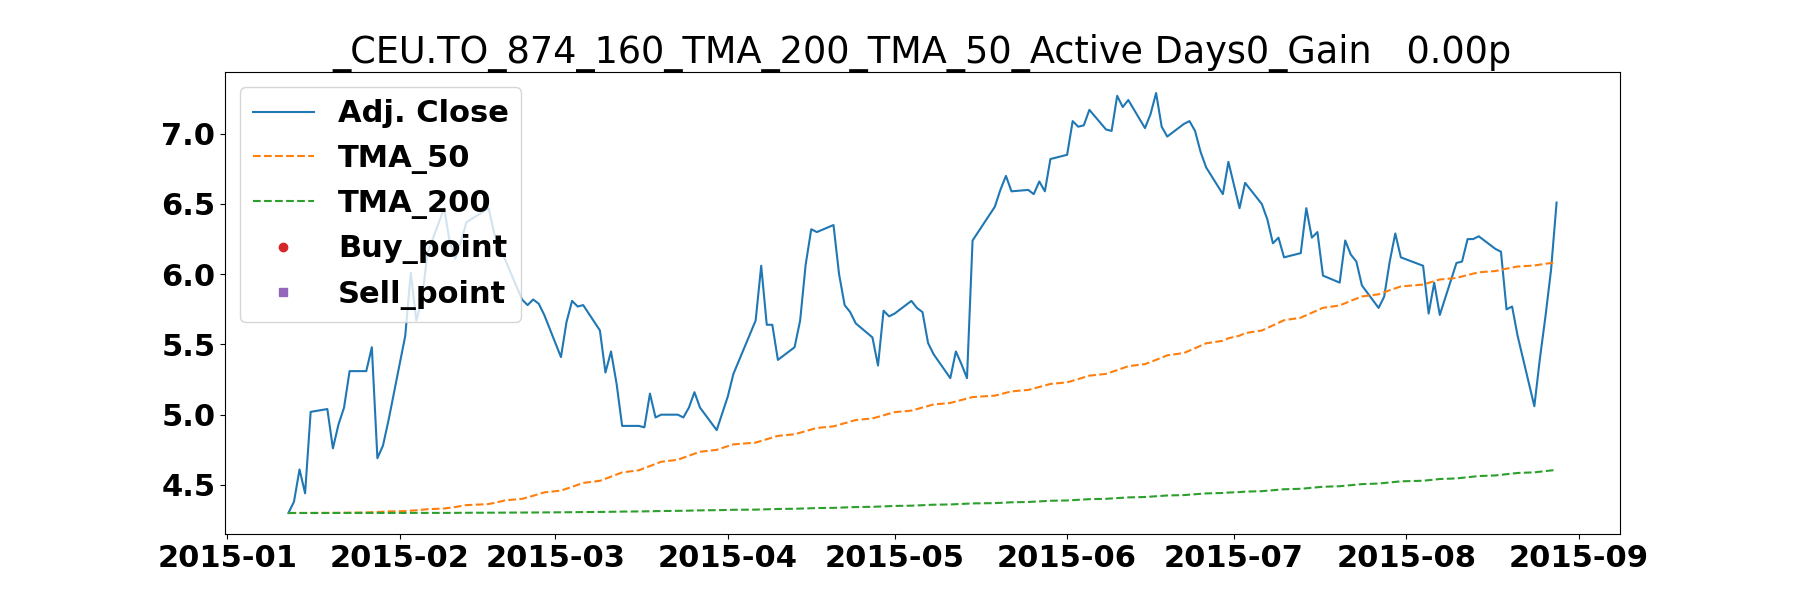 _CEU.TO_874_160_TMA_200_TMA_50_Active Days0_Gain   0.00p
Adj. Close
TMA_50
TMA_200
Buy_point
Sell_point
7.0
6.5
6.0
5.5
5.0
4.5
2015-01 2015-02 2015-03 2015-04 2015-05 2015-06 2015-07 2015-08 2015-09